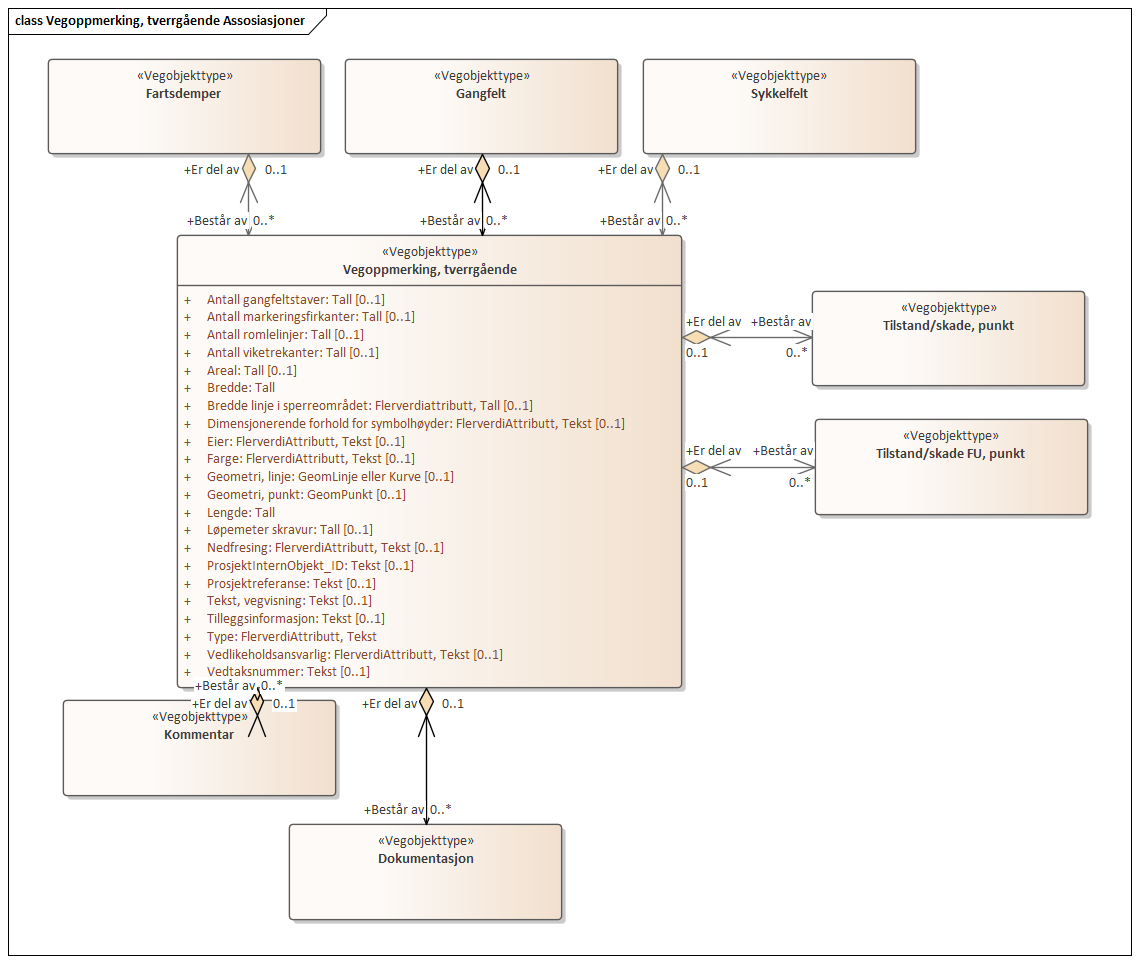 class Vegoppmerking, tverrgående Assosiasjoner
«Vegobjekttype»
Fartsdemper
«Vegobjekttype»
Gangfelt
«Vegobjekttype»
Sykkelfelt
+Er del av 0..1
+Er del av 0..1
+Er del av 0..1
+Består av 0..*
+Består av 0..*
+Består av 0..*
«Vegobjekttype»
Vegoppmerking, tverrgående
+ Antall gangfeltstaver: Tall [0..1]
+ Antall markeringsfirkanter: Tall [0..1]
+ Antall romlelinjer: Tall [0..1]
+ Antall viketrekanter: Tall [0..1]
+ Areal: Tall [0..1]
+ Bredde: Tall
+ Bredde linje i sperreområdet: Flerverdiattributt, Tall [0..1]
+ Dimensjonerende forhold for symbolhøyder: FlerverdiAttributt, Tekst [0..1]
+ Eier: FlerverdiAttributt, Tekst [0..1]
+ Farge: FlerverdiAttributt, Tekst [0..1]
+ Geometri, linje: GeomLinje eller Kurve [0..1]
+ Geometri, punkt: GeomPunkt [0..1]
+ Lengde: Tall
+ Løpemeter skravur: Tall [0..1]
+ Nedfresing: FlerverdiAttributt, Tekst [0..1]
+ ProsjektInternObjekt_ID: Tekst [0..1]
+ Prosjektreferanse: Tekst [0..1]
+ Tekst, vegvisning: Tekst [0..1]
+ Tilleggsinformasjon: Tekst [0..1]
+ Type: FlerverdiAttributt, Tekst
+ Vedlikeholdsansvarlig: FlerverdiAttributt, Tekst [0..1]
+ Vedtaksnummer: Tekst [0..1]
+Er del av +Består av
0..1 0..*
«Vegobjekttype»
Tilstand/skade, punkt
+Er del av +Består av
0..1 0..*
«Vegobjekttype»
Tilstand/skade FU, punkt
+Består av 0..*
+Er del av 0..1
«Vegobjekttype»
Kommentar
+Er del av 0..1
+Består av 0..*
«Vegobjekttype»
Dokumentasjon